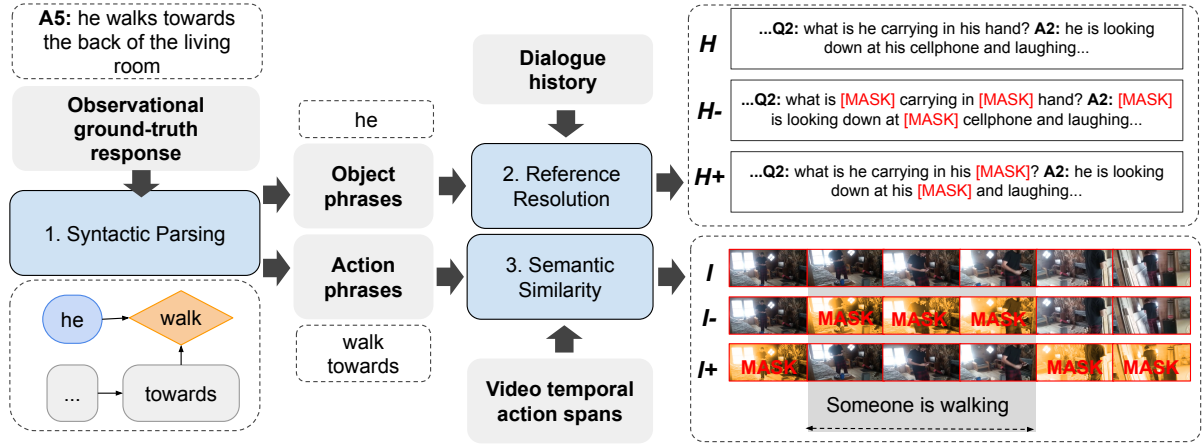 A5: he walks towards
the back of the living
room
Observational
ground-truth
response
1. Syntactic Parsing
he
walk
...
towards
he
Object
phrases
Action
phrases
walk
towards
Dialogue
history
2. Reference
Resolution
3. Semantic
Similarity
Video temporal
action spans
H
...Q2: what is he carrying in his hand? A2: he is looking
down at his cellphone and laughing...
H-
...Q2: what is [MASK] carrying in [MASK] hand? A2: [MASK]
is looking down at [MASK] cellphone and laughing...
H+
...Q2: what is he carrying in his [MASK]? A2: he is looking
down at his [MASK] and laughing...
I
I-
MASK MASK MASK
I+
MASK MASK MASK
Someone is walking